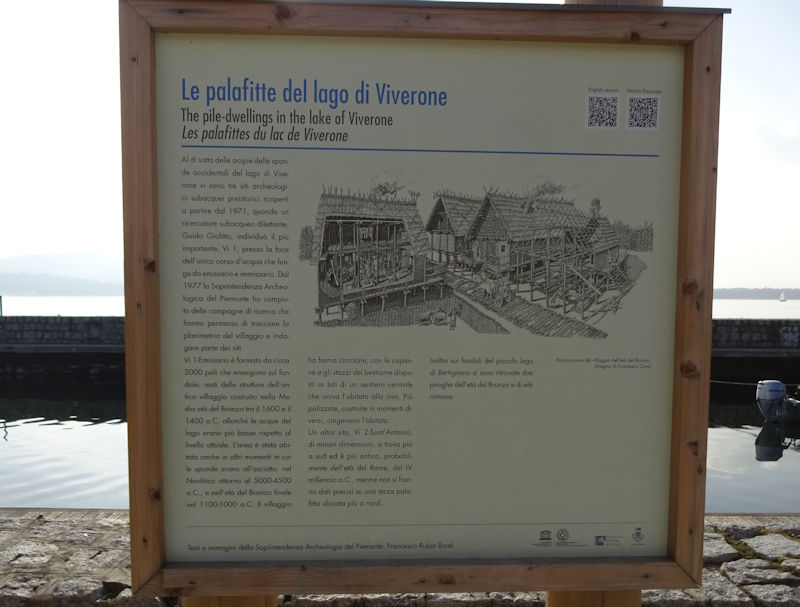 Le palafitte del lago di Viverone
The pile-dwellings in the lake of Viverone
Les palafittes du lac de Viverone
English version
Version française
Al di sotto delle acque delle spon-
de occidentali del lago di Vive-
rone vi sono tre siti archeologi-
ci subacquei preistorici scoperti
a partire dal 1971, quando un
ricercatore subacqueo dilettante,
Guido Giolitto, individuò il più
importante, Vi 1, presso la foce
dell'unico corso d'acqua che fun-
ge da emissario e immissario. Dal
1977 la Soprintendenza Archeo-
logica del Piemonte ha compiu-
to delle campagne di ricerca che
hanno permesso di tracciare la
planimetria del villaggio e inda-
gare parte dei siti.
Vi 1-Emissario è formato da circa
5000 pali che emergono sul fon-
dale, resti delle strutture dell'an-
tico villaggio costruito nella Me-
dia età del Bronzo tra il 1600 e il
1400 a.C. allorché le acque del
lago erano più basse rispetto al
livello attuale. L'area è stata abi-
tata anche in altri momenti in cui
le sponde erano all'asciutto, nel
Neolitico attorno al 5000-4500
a.C., e nell'età del Bronzo finale
nel 1100-1000 a.C. Il villaggio
ha forma circolare, con le capan-
ne e gli stazzi del bestiame dispo-
sti ai lati di un sentiero centrale
che univa l'abitato alla riva. Più
palizzate, costruite in momenti di-
versi, cingevano l'abitato.
Un altro sito, Vi 2-Sant'Antonio,
di minori dimensioni, si trova più
a sud ed è più antico, probabil-
mente dell'età del Rame, del IV
millennio a.C., mentre non si han-
no dati precisi su una terza pala-
fitta ubicata più a nord.
Inoltre sui fondali del piccolo lago
di Bertignano si sono ritrovate due
piroghe dell'età del Bronzo e di età
romana.
Ricostruzione del villaggio dell'età del Bronzo.
Disegno di Francesco Corni
Testi e immagini della Soprintendenza Archeologia del Piemonte: Francesco Rubat Borel